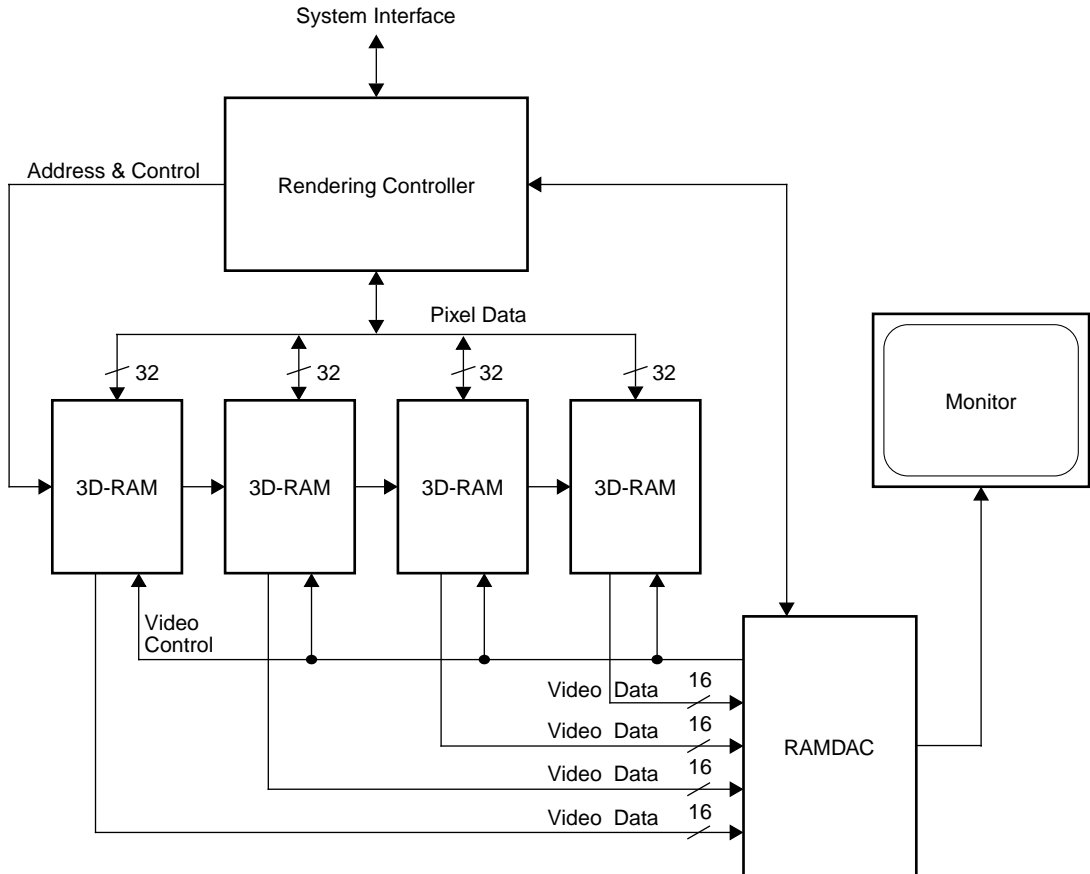 System Interface
Address & Control
Rendering Controller
Pixel Data
32
32
32
32
Monitor
3D-RAM
3D-RAM
3D-RAM
3D-RAM
Video
Control
Video Data
16
Video Data
16
RAMDAC
Video Data
16
Video Data
16